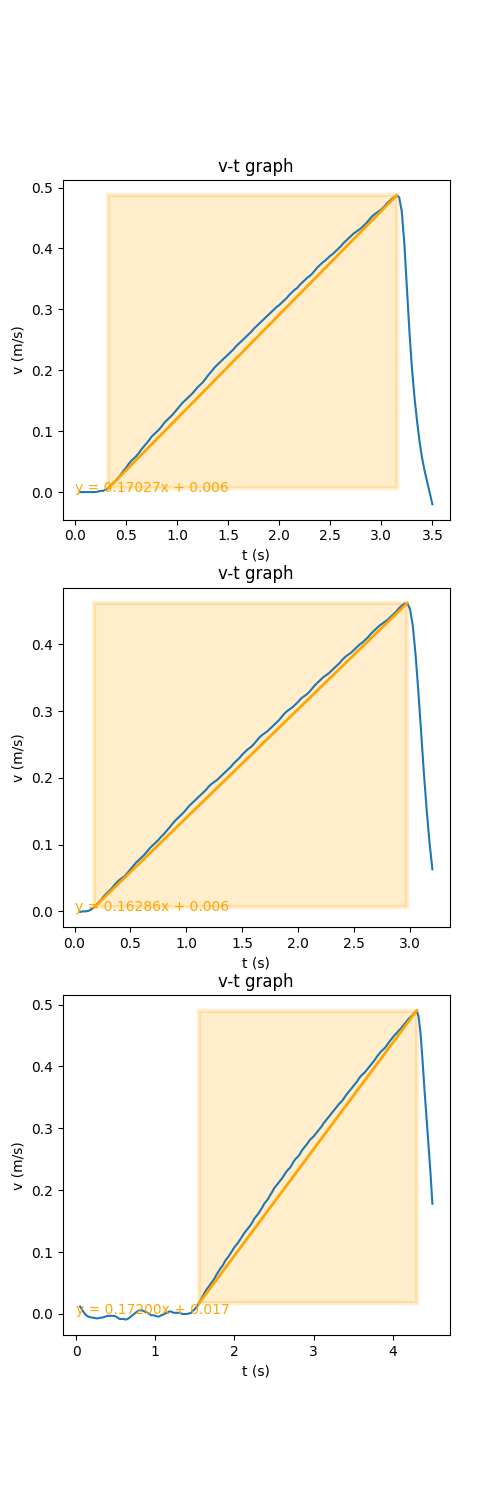 v-t graph
0.5
0.4
0.3
0.2
0.1
0.0
v (m/s)
y = 0.17027x + 0.006
0.0 0.5 1.0 1.5 2.0 2.5 3.0 3.5
t (s)
v-t graph
0.4
0.3
0.2
0.1
0.0
v (m/s)
y = 0.16286x + 0.006
0.0 0.5 1.0 1.5 2.0 2.5 3.0
t (s)
v-t graph
0.5
0.4
0.3
0.2
0.1
0.0
v (m/s)
y = 0.17200x + 0.017
0 1 2 3 4
t (s)